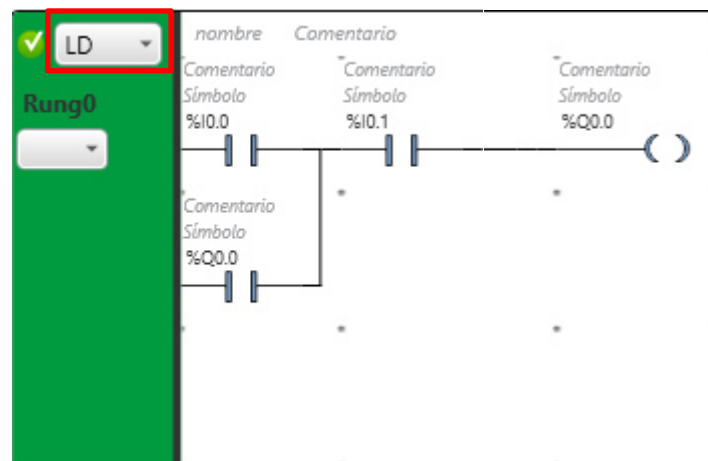 LD
nombre Comentario
Comentario Comentario Comentario
Rung0
Símbolo Símbolo Símbolo
%I0.0 %I0.1 %Q0.0
Comentario
Símbolo
%Q0.0